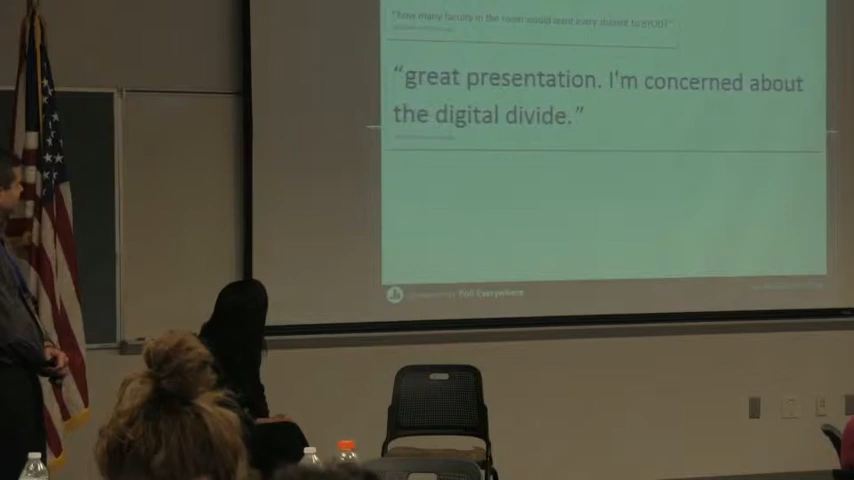 "How many faculty in the room would want every student to BYOD?"
"great presentation. I'm concerned about
the digital divide."
Poll Everywhere